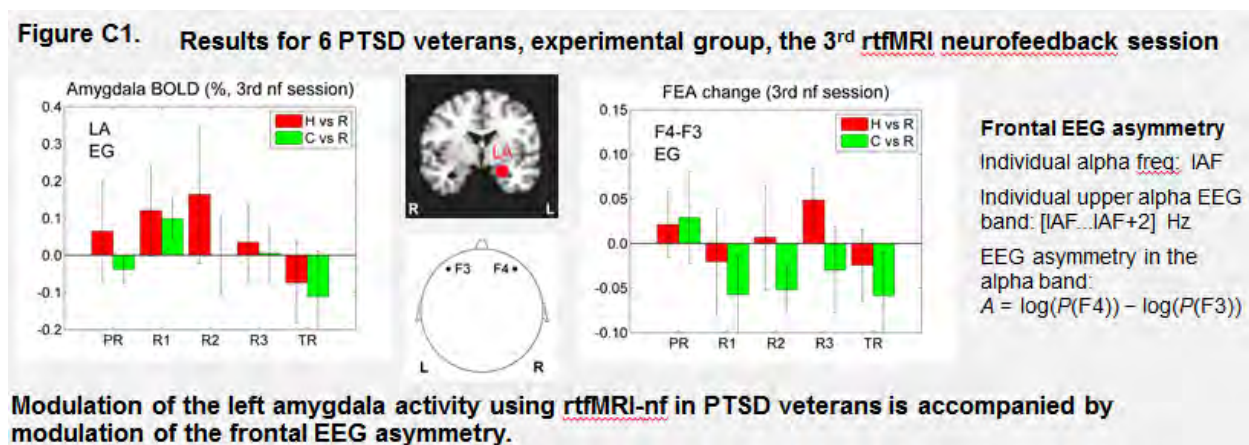 Figure C1. Results for 6 PTSD veterans, experimental group, the 3rd rtfMRI neurofeedback session
Amygdala BOLD (%, 3rd nf session)
0.4
0.3
0.2
0.1
0.0
-0.1
-0.2
LA
EG
H vs R
C vs R
PR R1 R2 R3 TR
LA
R L
F3 F4
L R
FEA change (3rd nf session)
0.15
0.10
0.05
0.00
-0.05
-0.10
F4-F3
EG
H vs R
C vs R
PR R1 R2 R3 TR
Frontal EEG asymmetry
Individual alpha freq: IAF
Individual upper alpha EEG
band: [IAF...IAF+2] Hz
EEG asymmetry in the
alpha band:
A = log(P(F4)) − log(P(F3))
Modulation of the left amygdala activity using rtfMRI-nf in PTSD veterans is accompanied by
modulation of the frontal EEG asymmetry.